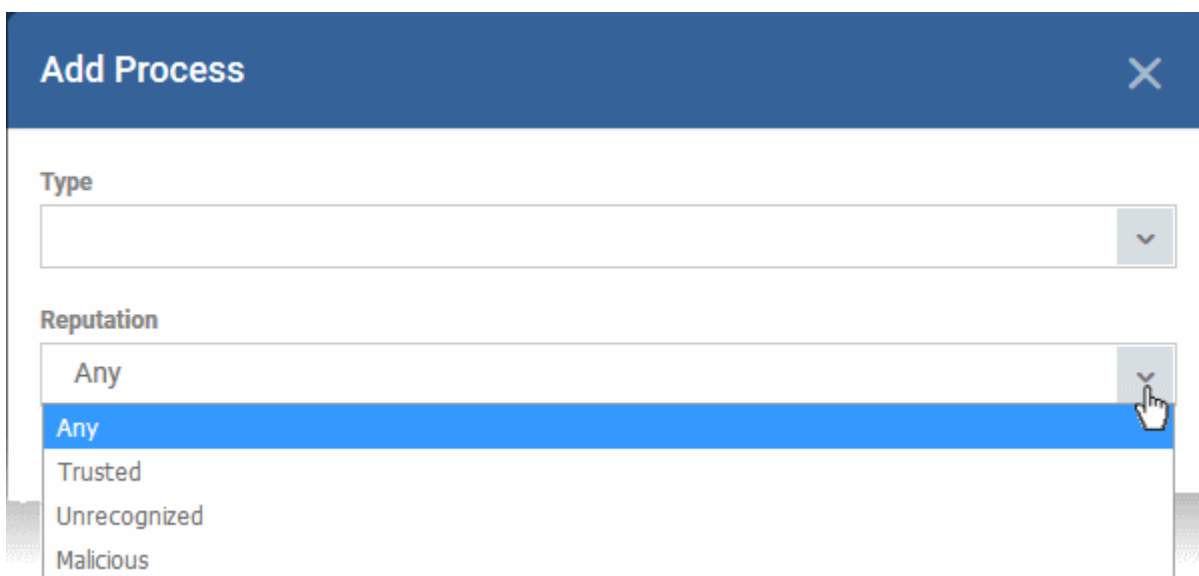 Add Process
Type
Reputation
Any
Any
Trusted
Unrecognized
Malicious